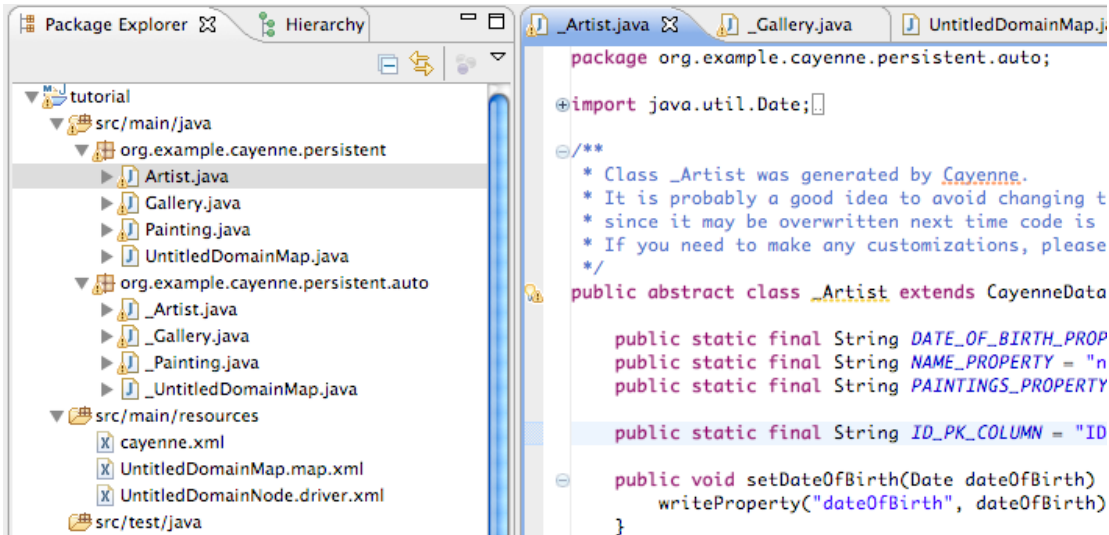 Package Explorer
Hierarchy
tutorial
src/main/java
org.example.cayenne.persistent
Artist.java
Gallery.java
Painting.java
UntitledDomainMap.java
org.example.cayenne.persistent.auto
_Artist.java
_Gallery.java
_Painting.java
_UntitledDomainMap.java
src/main/resources
cayenne.xml
UntitledDomainMap.map.xml
UntitledDomainNode.driver.xml
src/test/java
_Artist.java
_Gallery.java
UntitledDomainMap.ja
package org.example.cayenne.persistent.auto;
import java.util.Date;
/**
* Class _Artist was generated by Cayenne.
* It is probably a good idea to avoid changing t
* since it may be overwritten next time code is
* If you need to make any customizations, please
*/
public abstract class _Artist extends CayenneData
public static final String DATE_OF_BIRTH_PROP
public static final String NAME_PROPERTY = "n
public static final String PAINTINGS_PROPERTY
public static final String ID_PK_COLUMN = "ID
public void setDateOfBirth(Date dateOfBirth)
writeProperty("dateOfBirth", dateOfBirth)
}